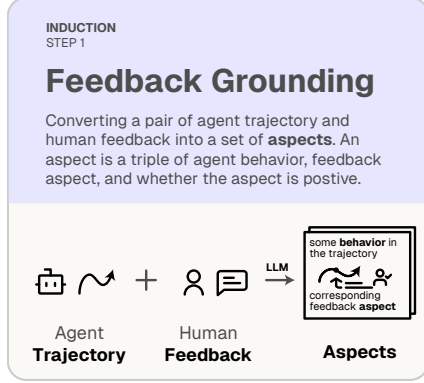 INDUCTION
STEP 1
Feedback Grounding
Converting a pair of agent trajectory and
human feedback into a set of aspects. An
aspect is a triple of agent behavior, feedback
aspect, and whether the aspect is postive.
some behavior in
the trajectory
LLM
corresponding
feedback aspect
Agent
Trajectory
Human
Feedback
Aspects